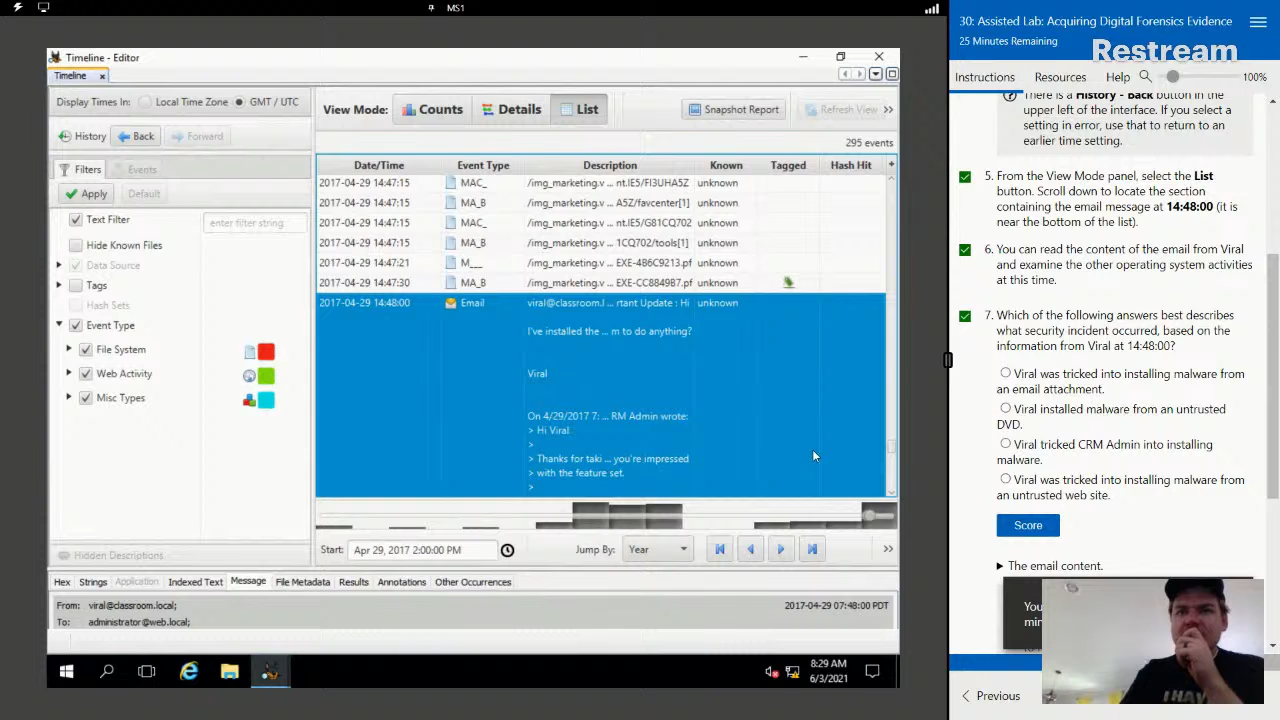 MS1
Timeline - Editor
Timeline x
Display Times In: Local Time Zone GMT / UTC
History Back Forward
Filters Events
Apply Default
Text Filter enter filter string
Hide Known Files
Data Source
Tags
Hash Sets
Event Type
File System
Web Activity
Misc Types
Hidden Descriptions
View Mode: Counts Details List Snapshot Report Refresh View »
295 events
Date/Time Event Type Description Known Tagged Hash Hit
2017-04-29 14:47:15 MAC_ /img_marketing.v ... nt.IE5/FI3UHA5Z unknown
2017-04-29 14:47:15 MA_B /img_marketing.v ... A5Z/favcenter[1] unknown
2017-04-29 14:47:15 MAC_ /img_marketing.v ... nt.IE5/G81CQ702 unknown
2017-04-29 14:47:15 MA_B /img_marketing.v ... 1CQ702/tools[1] unknown
2017-04-29 14:47:21 M___ /img_marketing.v ... EXE-4B6C9213.pf unknown
2017-04-29 14:47:30 MA_B /img_marketing.v ... EXE-CC8849B7.pf unknown
2017-04-29 14:48:00 Email viral@classroom.l ... rtant Update : Hi unknown
I've installed the ... m to do anything?
Viral
On 4/29/2017 7: ... RM Admin wrote:
> Hi Viral
>
> Thanks for taki ... you're impressed
> with the feature set.
>
Start: Apr 29, 2017 2:00:00 PM Jump By: Year »
Hex Strings Application Indexed Text Message File Metadata Results Annotations Other Occurrences
From: viral@classroom.local; 2017-04-29 07:48:00 PDT
To: administrator@web.local;
8:29 AM
6/3/2021
30: Assisted Lab: Acquiring Digital Forensics Evidence
25 Minutes Remaining
Restream
Instructions Resources Help 100%
There is a History - Back button in the
upper left of the interface. If you select a
setting in error, use that to return to an
earlier time setting.
5. From the View Mode panel, select the List
button. Scroll down to locate the section
containing the email message at 14:48:00 (it is
near the bottom of the list).
6. You can read the content of the email from Viral
and examine the other operating system activities
at this time.
7. Which of the following answers best describes
what security incident occurred, based on the
information from Viral at 14:48:00?
Viral was tricked into installing malware from
an email attachment.
Viral installed malware from an untrusted
DVD.
Viral tricked CRM Admin into installing
malware.
Viral was tricked into installing malware from
an untrusted web site.
Score
The email content.
You
min
Previous
I HAV